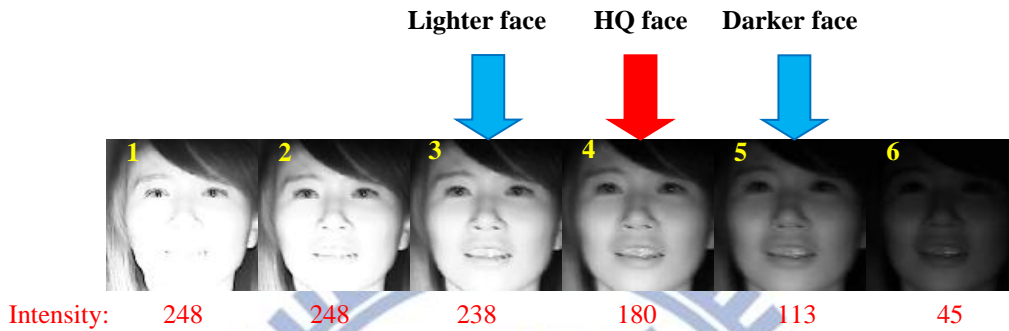 Lighter face HQ face Darker face
1 2 3 4 5 6
Intensity: 248 248 238 180 113 45